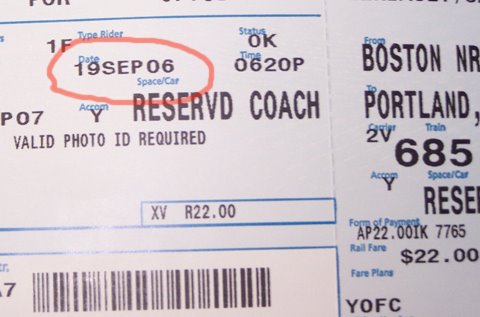 1F Type Rider Status OK
Date 19SEP06 Time 0620P
Space/Car
P07 Accom Y RESERVD COACH
VALID PHOTO ID REQUIRED
XV R22.00
A7
From
BOSTON NR
To
PORTLAND,
Carrier Train
2V 685
Accom Space/Car
Y RESE
Form of Payment
AP22.00IK 7765
Rail Fare $22.00
Fare Plans
YOFC